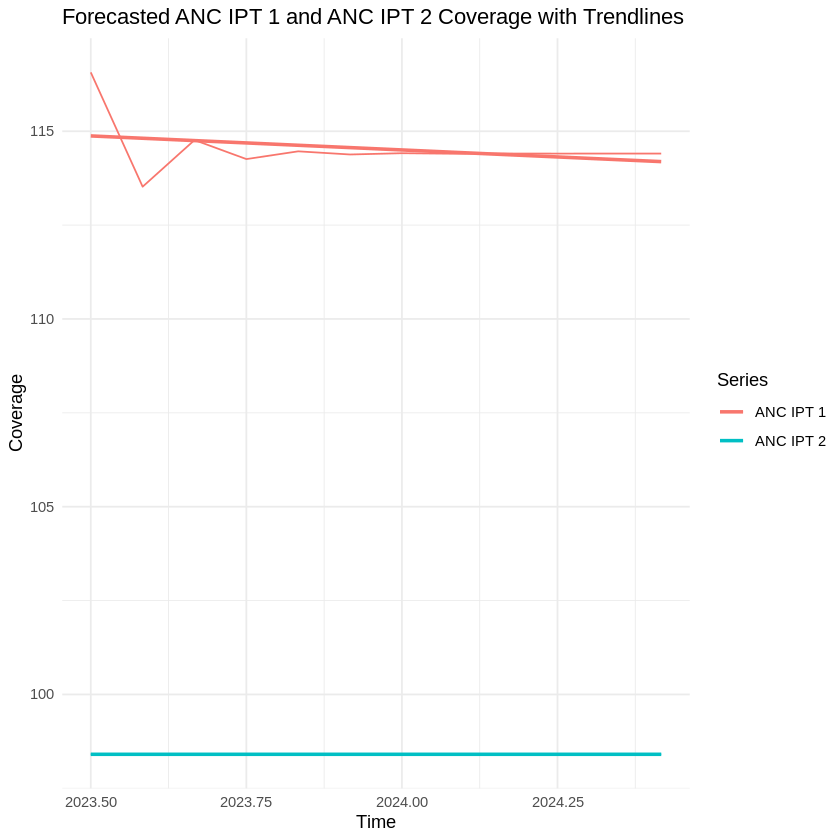 Forecasted ANC IPT 1 and ANC IPT 2 Coverage with Trendlines
115
110
105
100
Coverage
2023.50 2023.75 2024.00 2024.25
Time
Series
ANC IPT 1
ANC IPT 2